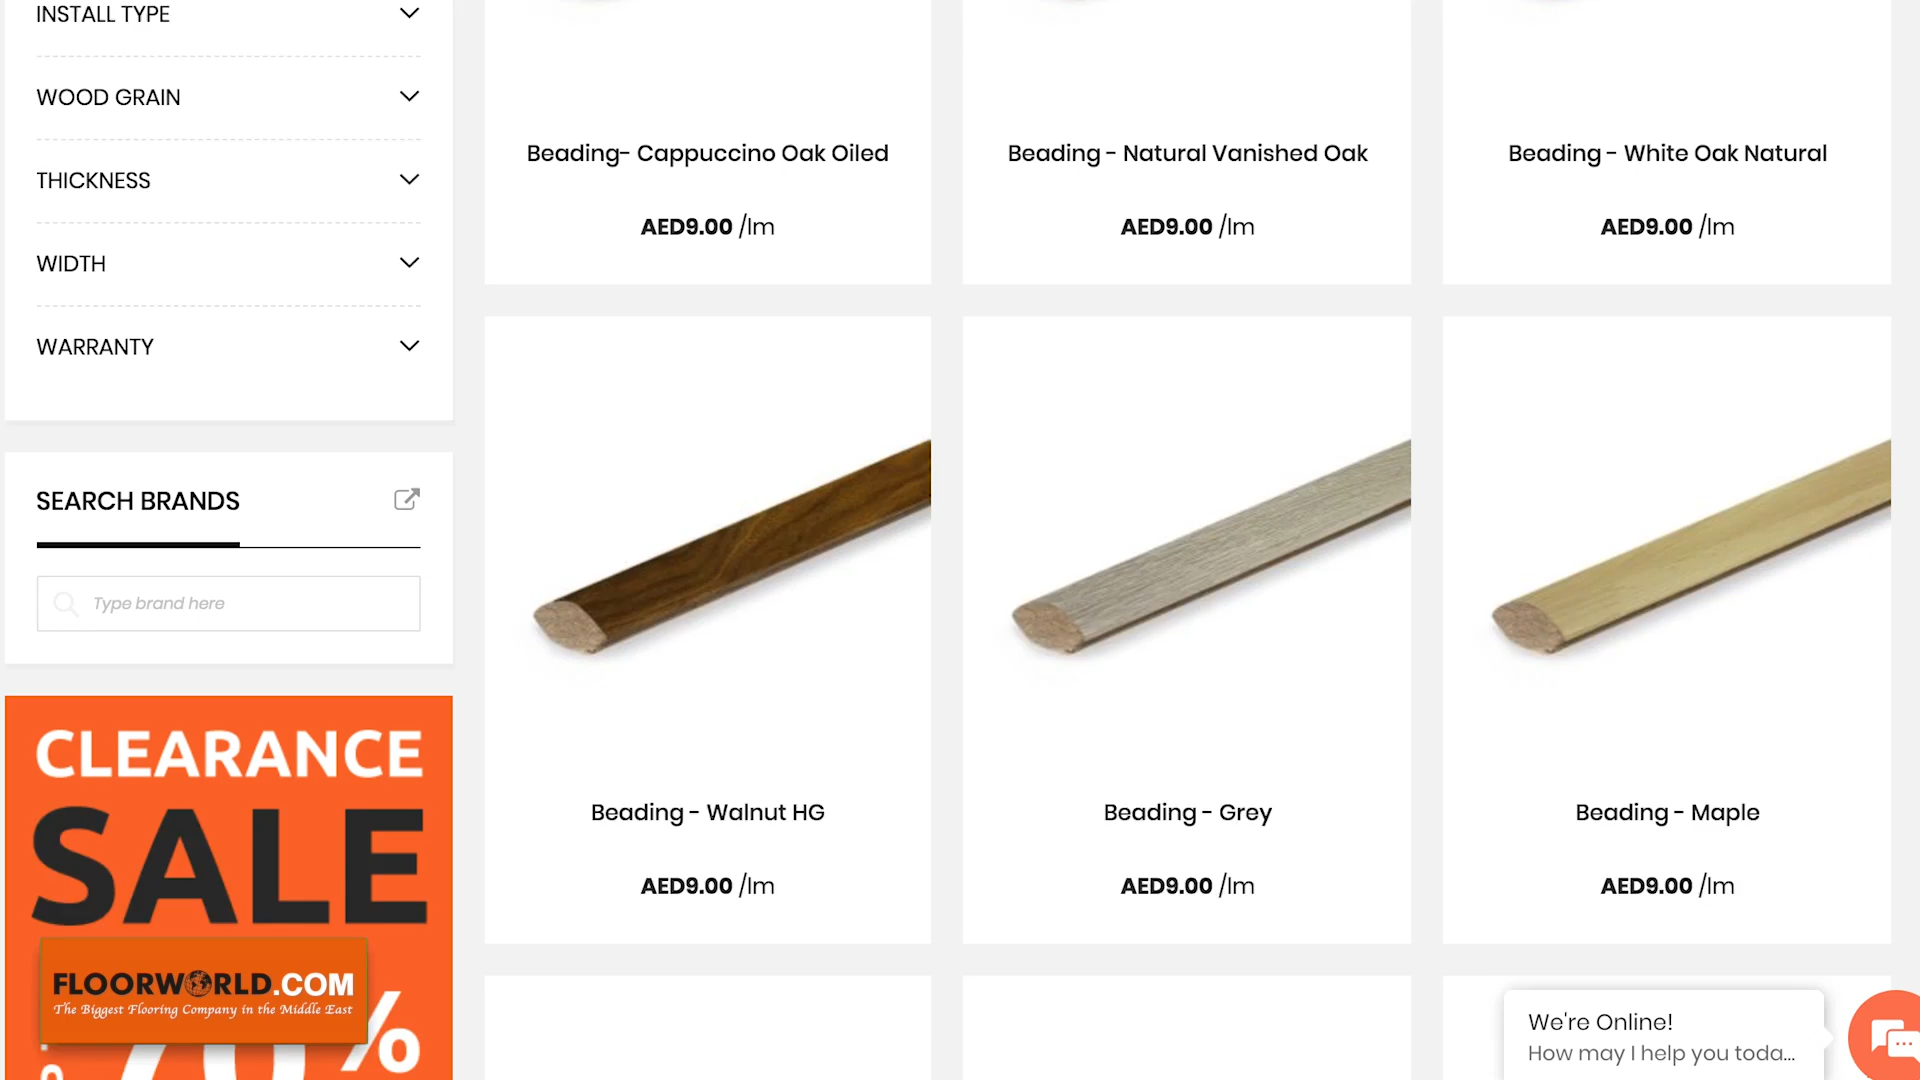 INSTALL TYPE
WOOD GRAIN
THICKNESS
WIDTH
WARRANTY
SEARCH BRANDS
Type brand here
CLEARANCE
SALE
FLOORWORLD.COM
The Biggest Flooring Company in the Middle East
70%
Beading- Cappuccino Oak Oiled
AED9.00 /lm
Beading - Natural Vanished Oak
AED9.00 /lm
Beading - White Oak Natural
AED9.00 /lm
Beading - Walnut HG
AED9.00 /lm
Beading - Grey
AED9.00 /lm
Beading - Maple
AED9.00 /lm
We're Online!
How may I help you toda...